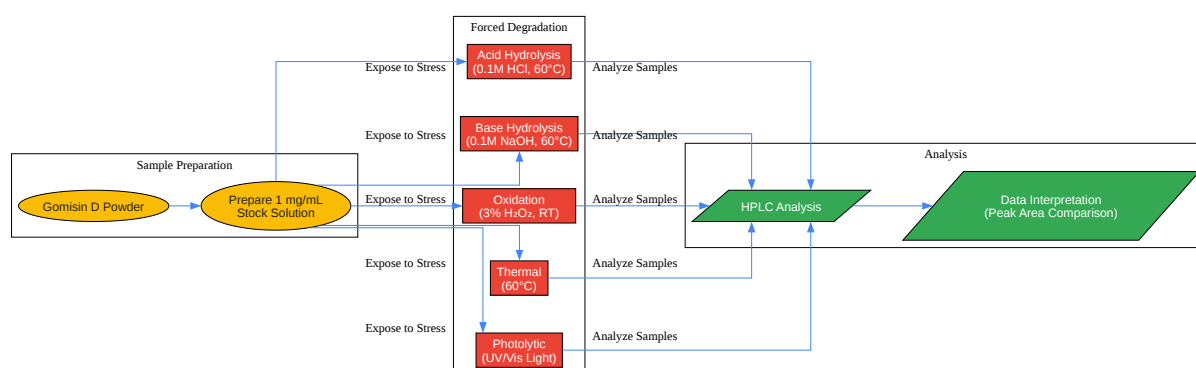 Sample Preparation
Gomisin D Powder
Prepare 1 mg/mL
Stock Solution
Expose to Stress
Expose to Stress
Expose to Stress
Expose to Stress
Expose to Stress
Forced Degradation
Acid Hydrolysis
(0.1M HCl, 60°C)
Base Hydrolysis
(0.1M NaOH, 60°C)
Oxidation
(3% H₂O₂, RT)
Thermal
(60°C)
Photolytic
(UV/Vis Light)
Analyze Samples
Analyze Samples
Analyze Samples
Analyze Samples
Analyze Samples
Analysis
HPLC Analysis
Data Interpretation
(Peak Area Comparison)